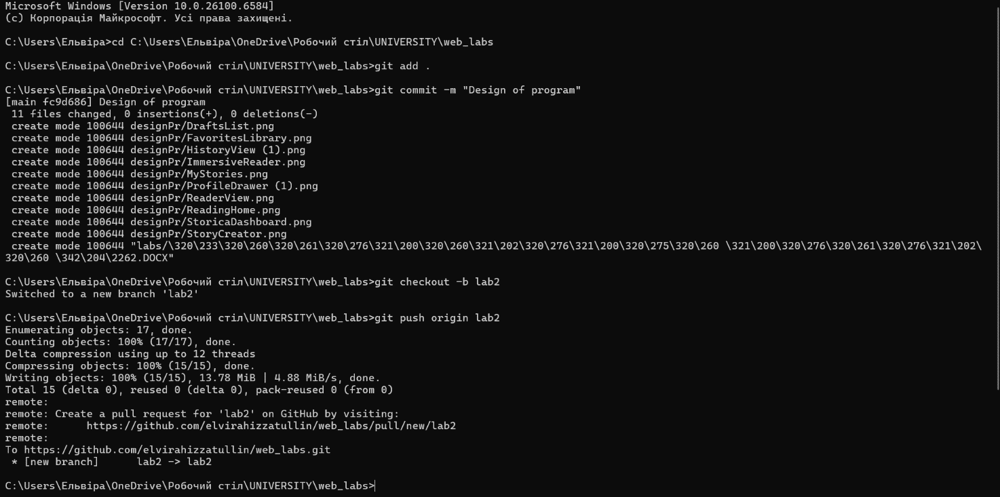 Microsoft Windows [Version 10.0.26100.6584]
(c) Корпорація Майкрософт. Усі права захищені.
C:\Users\Ельвіра>cd C:\Users\Ельвіра\OneDrive\Робочий стіл\UNIVERSITY\web_labs
C:\Users\Ельвіра\OneDrive\Робочий стіл\UNIVERSITY\web_labs>git add .
C:\Users\Ельвіра\OneDrive\Робочий стіл\UNIVERSITY\web_labs>git commit -m "Design of program"
[main fc9d686] Design of program
 11 files changed, 0 insertions(+), 0 deletions(-)
 create mode 100644 designPr/DraftsList.png
 create mode 100644 designPr/FavoritesLibrary.png
 create mode 100644 designPr/HistoryView (1).png
 create mode 100644 designPr/ImmersiveReader.png
 create mode 100644 designPr/MyStories.png
 create mode 100644 designPr/ProfileDrawer (1).png
 create mode 100644 designPr/ReaderView.png
 create mode 100644 designPr/ReadingHome.png
 create mode 100644 designPr/StoricaDashboard.png
 create mode 100644 designPr/StoryCreator.png
 create mode 100644 "labs/\320\233\320\260\320\261\320\276\321\200\320\260\321\202\320\276\321\200\320\275\320\260 \321\200\320\276\320\261\320\276\321\202\
320\260 \342\204\2262.DOCX"
C:\Users\Ельвіра\OneDrive\Робочий стіл\UNIVERSITY\web_labs>git checkout -b lab2
Switched to a new branch 'lab2'
C:\Users\Ельвіра\OneDrive\Робочий стіл\UNIVERSITY\web_labs>git push origin lab2
Enumerating objects: 17, done.
Counting objects: 100% (17/17), done.
Delta compression using up to 12 threads
Compressing objects: 100% (15/15), done.
Writing objects: 100% (15/15), 13.78 MiB | 4.88 MiB/s, done.
Total 15 (delta 0), reused 0 (delta 0), pack-reused 0 (from 0)
remote:
remote: Create a pull request for 'lab2' on GitHub by visiting:
remote:      https://github.com/elvirahizzatullin/web_labs/pull/new/lab2
remote:
To https://github.com/elvirahizzatullin/web_labs.git
 * [new branch]      lab2 -> lab2
C:\Users\Ельвіра\OneDrive\Робочий стіл\UNIVERSITY\web_labs>